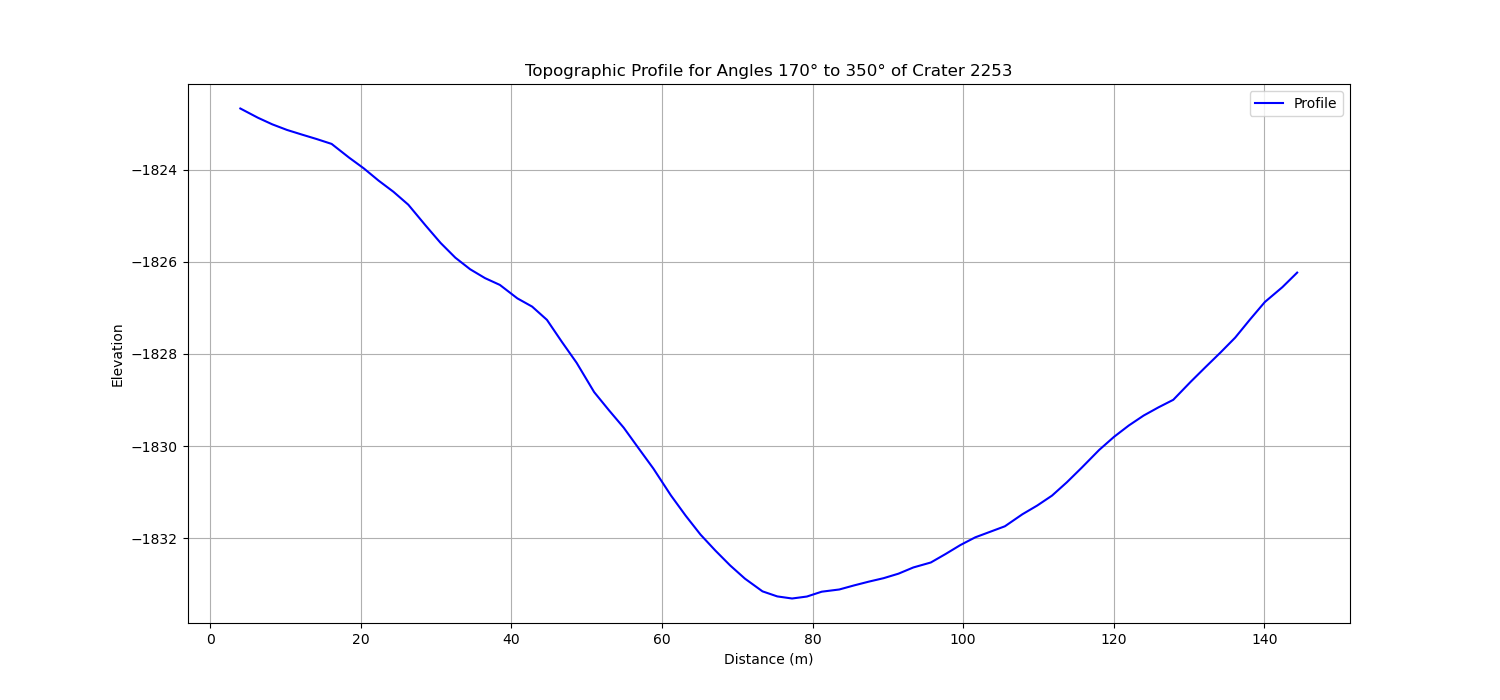 Topographic Profile for Angles 170° to 350° of Crater 2253
Profile
−1824
−1826
−1828
−1830
−1832
Elevation
0 20 40 60 80 100 120 140
Distance (m)